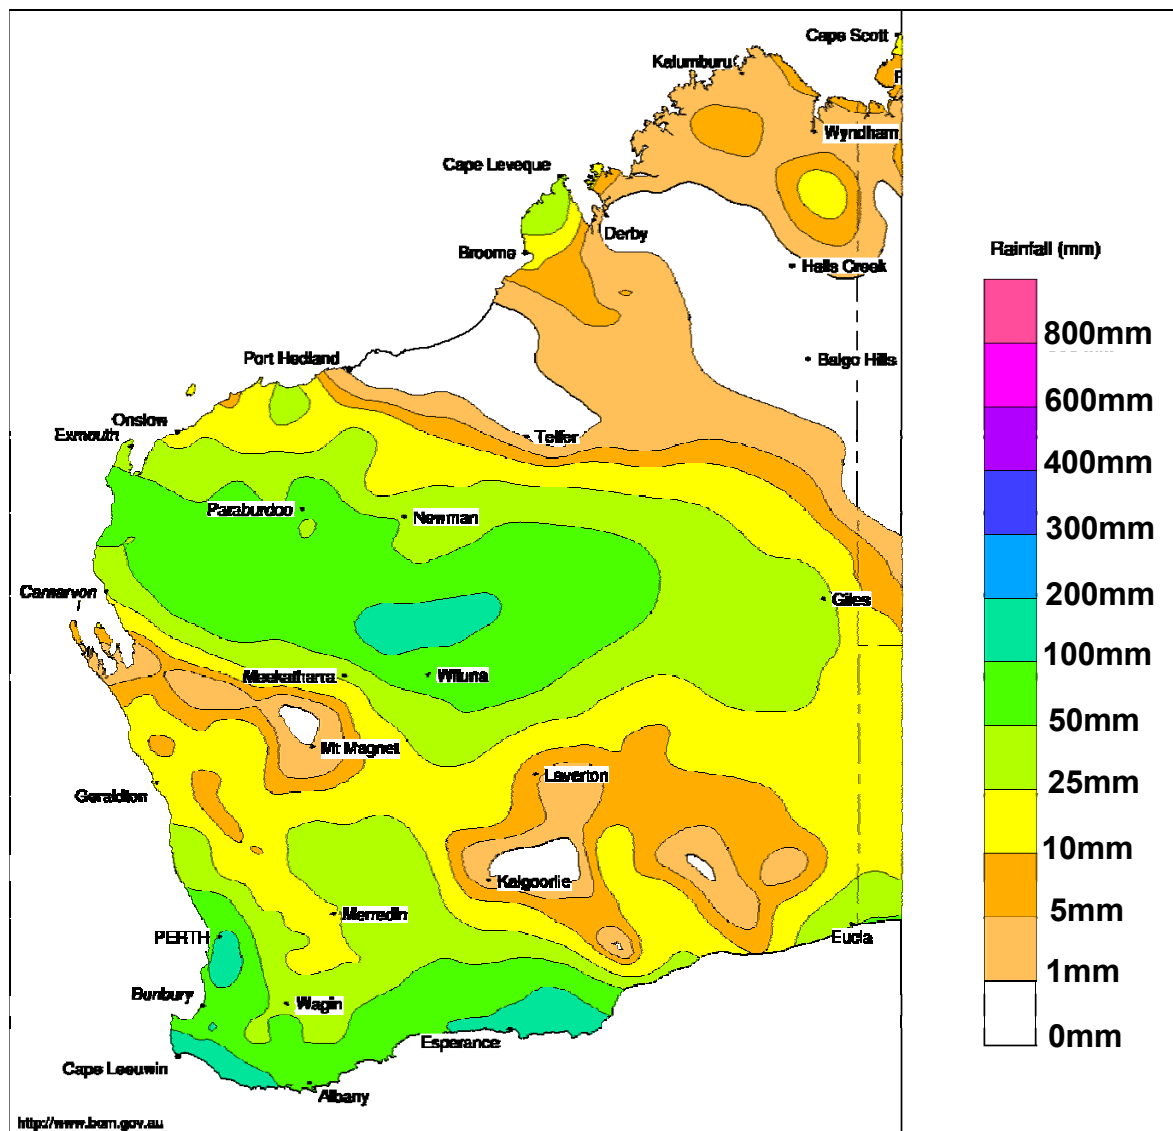 Cape Scott
Kalumburu
Wyndham
Cape Leveque
Derby
Broome
Halls Creek
Rainfall (mm)
800mm
Port Hedland
Balgo Hills
600mm
Onslow
Exmouth
Telfer
400mm
Paraburdoo
Newman
300mm
Carnarvon
Giles
200mm
Meekatharra
Wiluna
100mm
50mm
Mt Magnet
Laverton
25mm
Geraldton
10mm
Kalgoorlie
Merredin
5mm
PERTH
Eucla
1mm
Bunbury
Wagin
0mm
Esperance
Cape Leeuwin
Albany
http://www.bom.gov.au